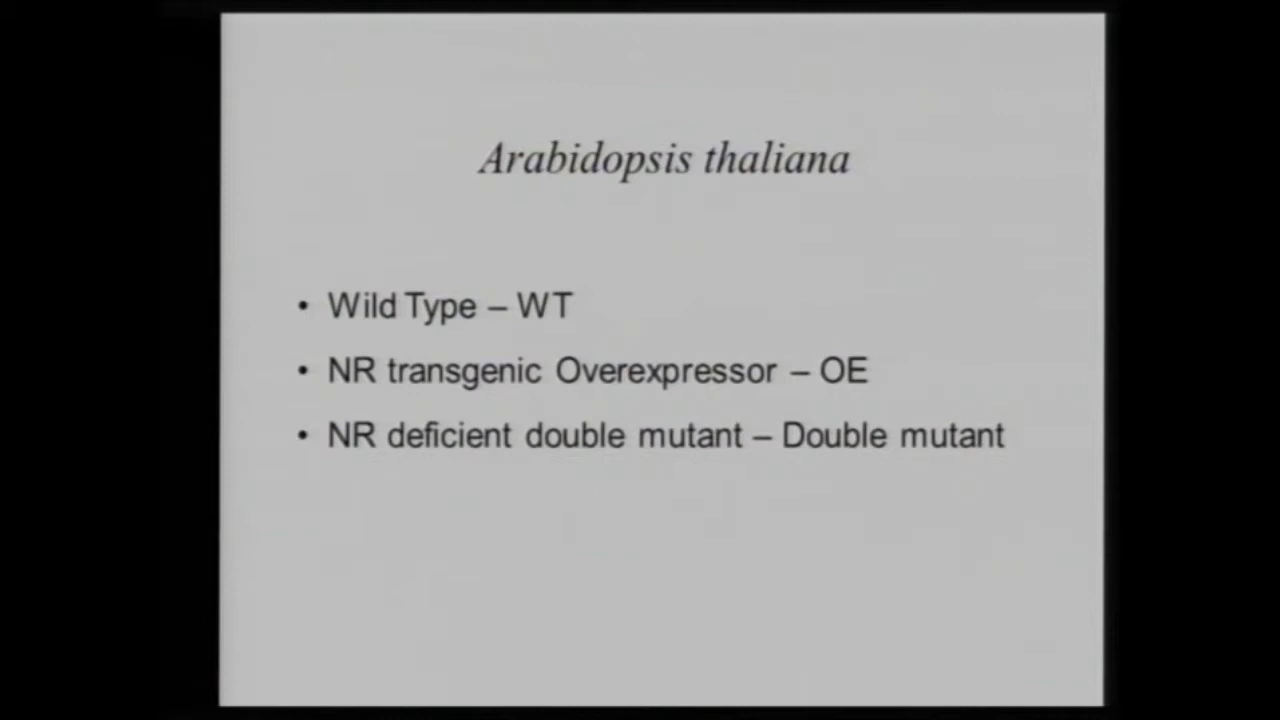 Arabidopsis thaliana
• Wild Type – WT
• NR transgenic Overexpressor – OE
• NR deficient double mutant – Double mutant